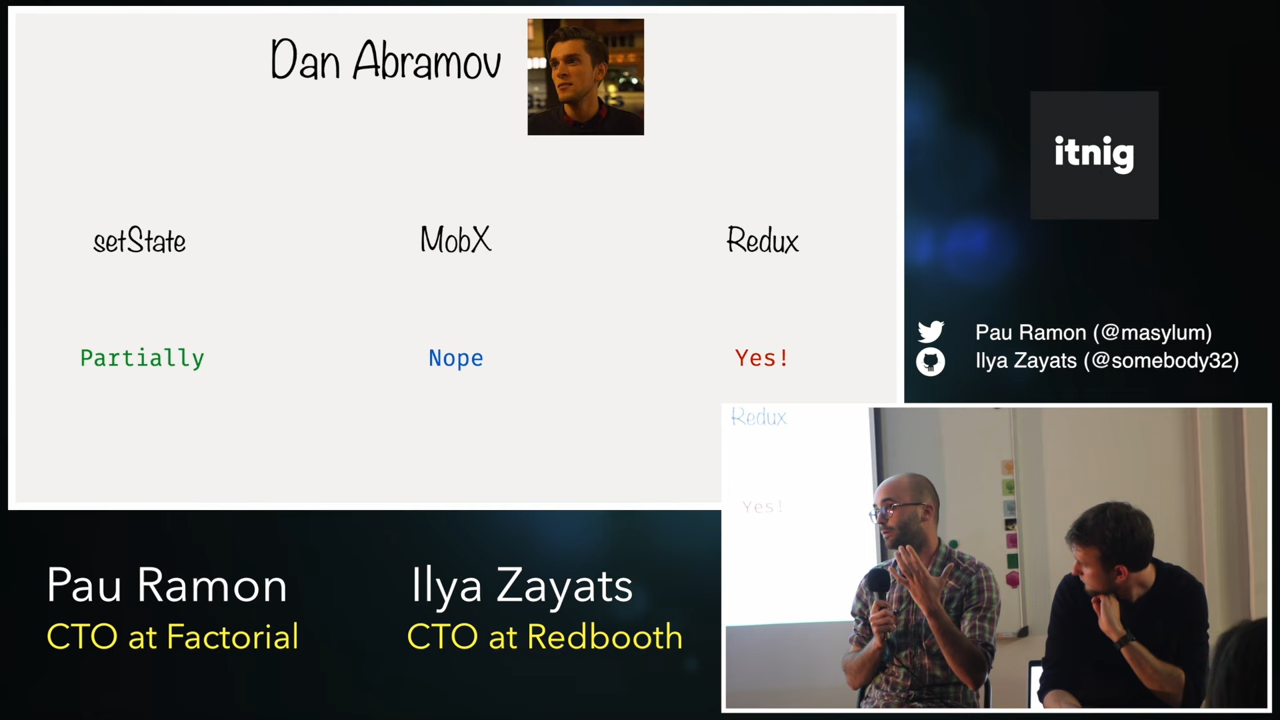 Dan Abramov
setState MobX Redux
Partially Nope Yes!
itnig
Pau Ramon (@masylum)
Ilya Zayats (@somebody32)
Redux
Yes!
Pau Ramon Ilya Zayats
CTO at Factorial CTO at Redbooth